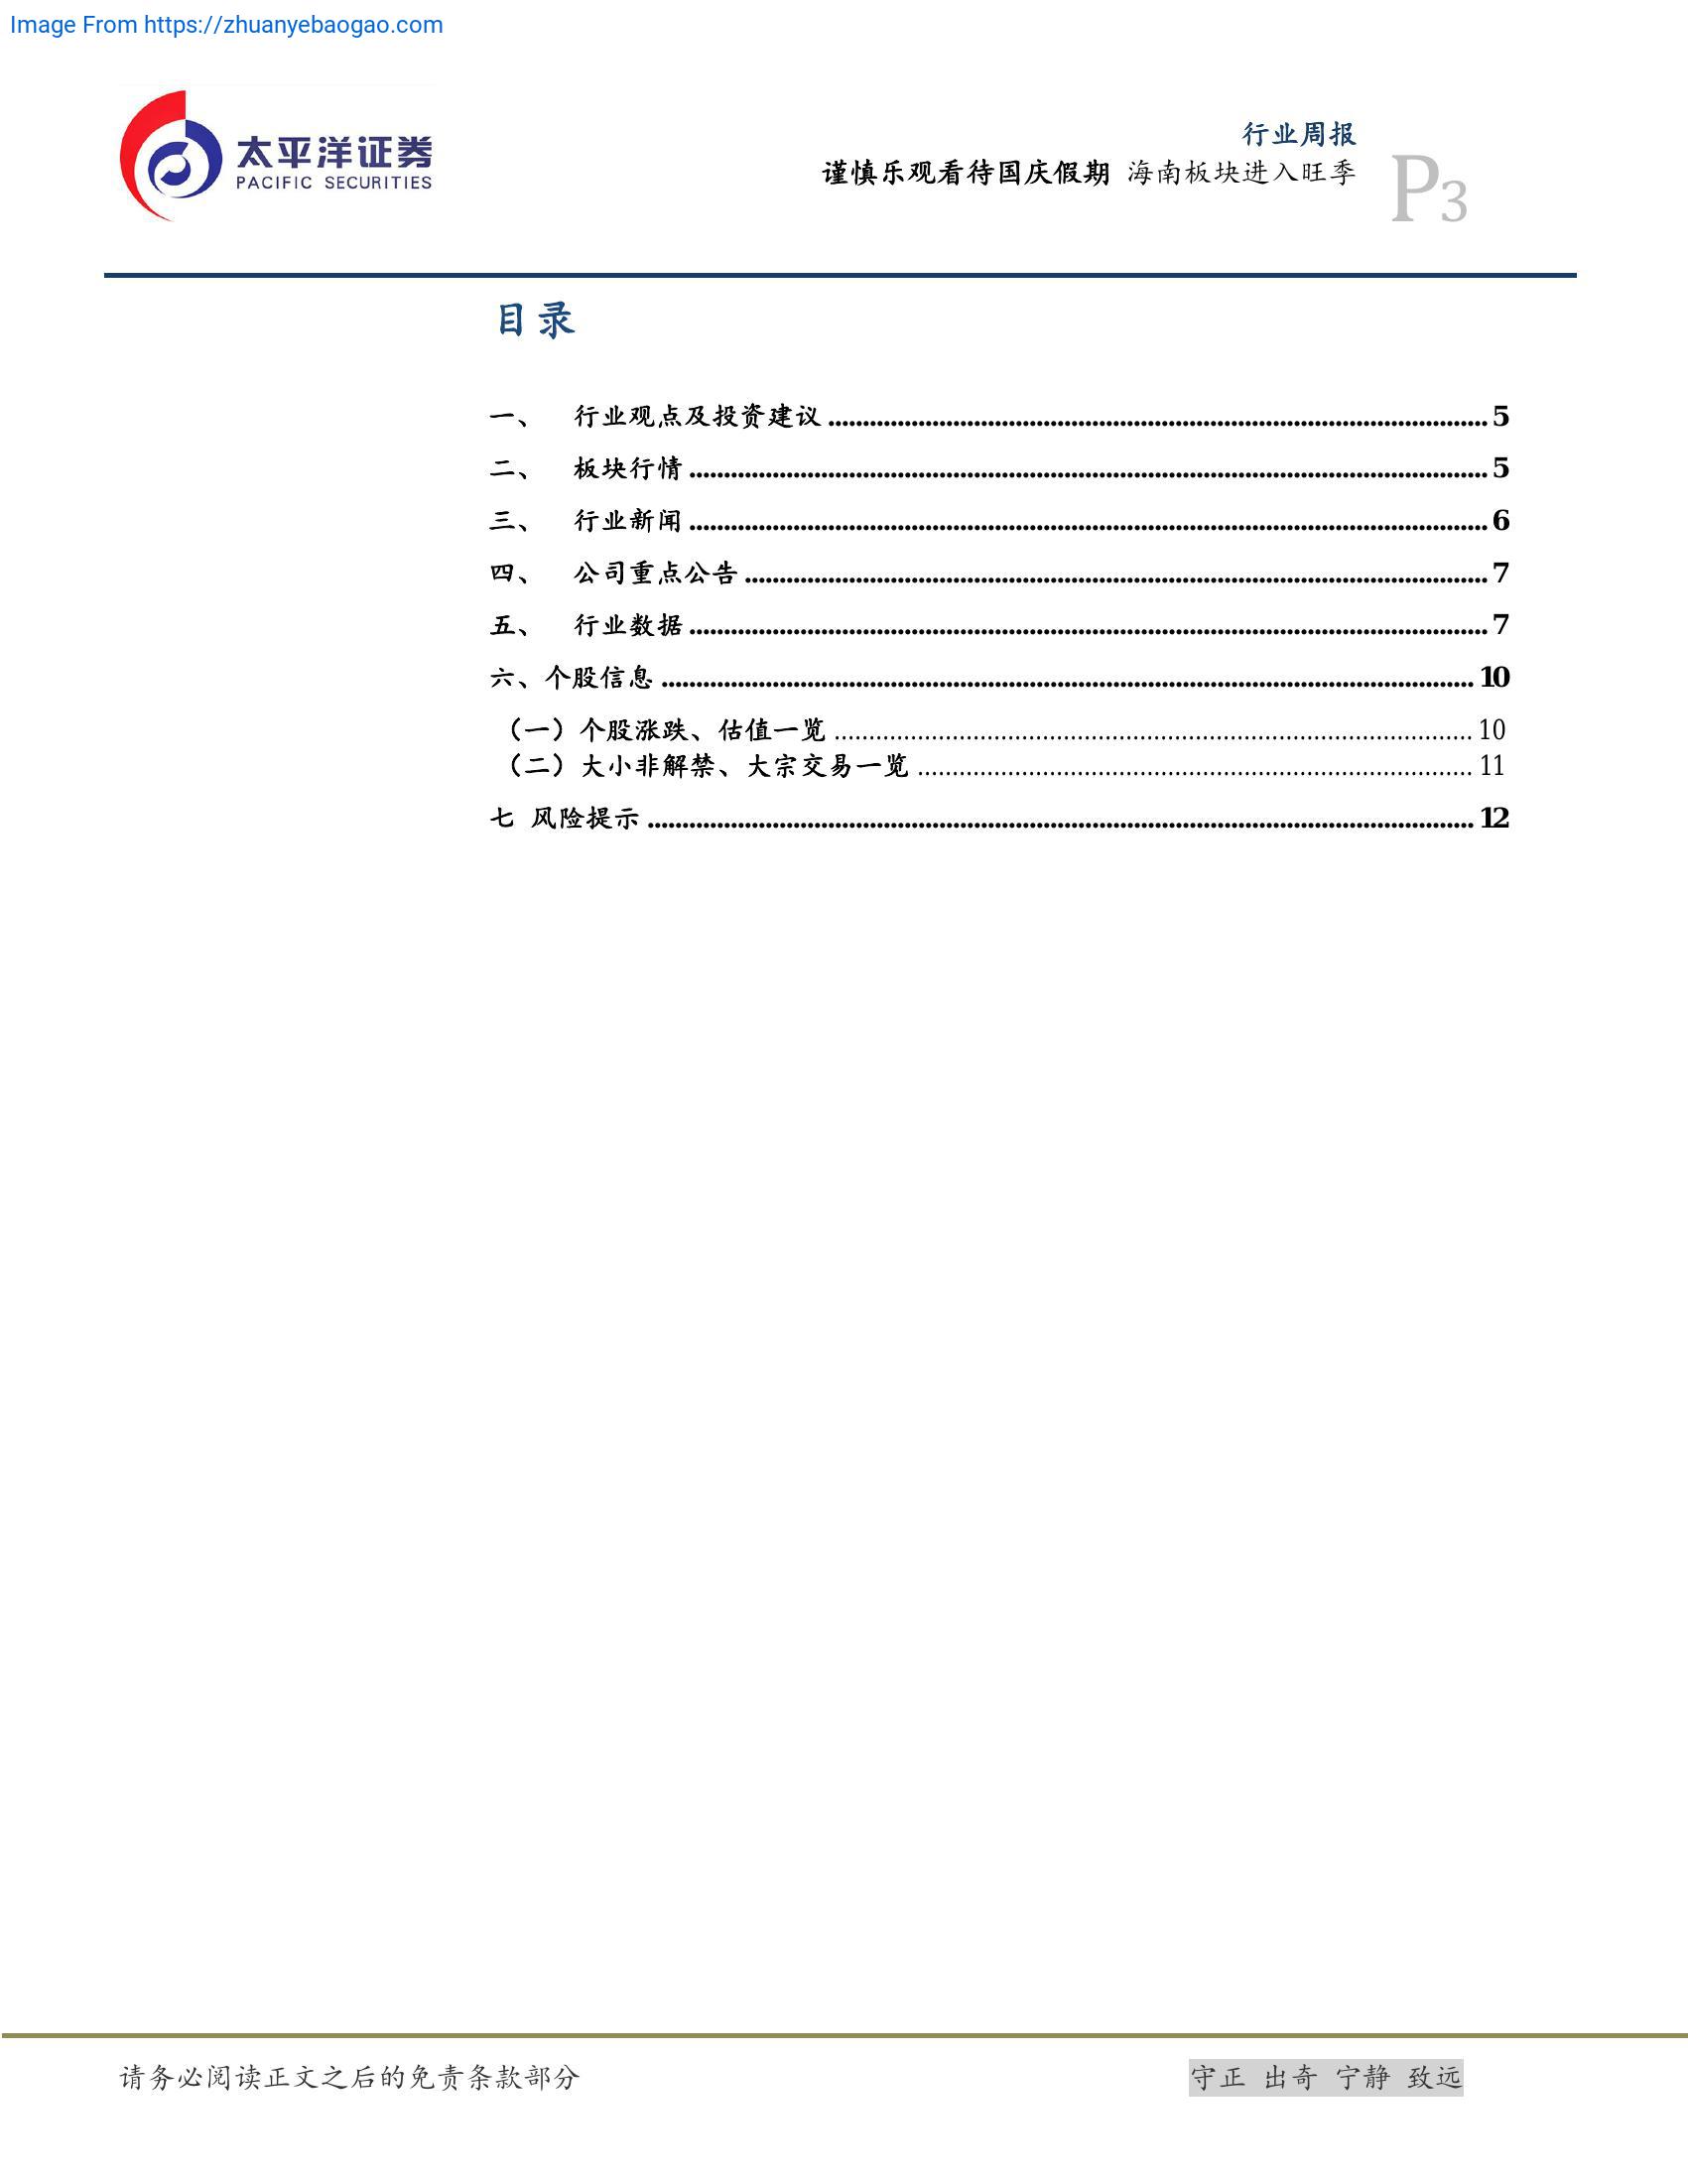 Image From https://zhuanyebaogao.com
太平洋证券
PACIFIC SECURITIES
行业周报
谨慎乐观看待国庆假期 海南板块进入旺季
P3
目录
一、 行业观点及投资建议 5
二、 板块行情 5
三、 行业新闻 6
四、 公司重点公告 7
五、 行业数据 7
六、个股信息 10
（一）个股涨跌、估值一览 10
（二）大小非解禁、大宗交易一览 11
七 风险提示 12
请务必阅读正文之后的免责条款部分
守正 出奇 宁静 致远